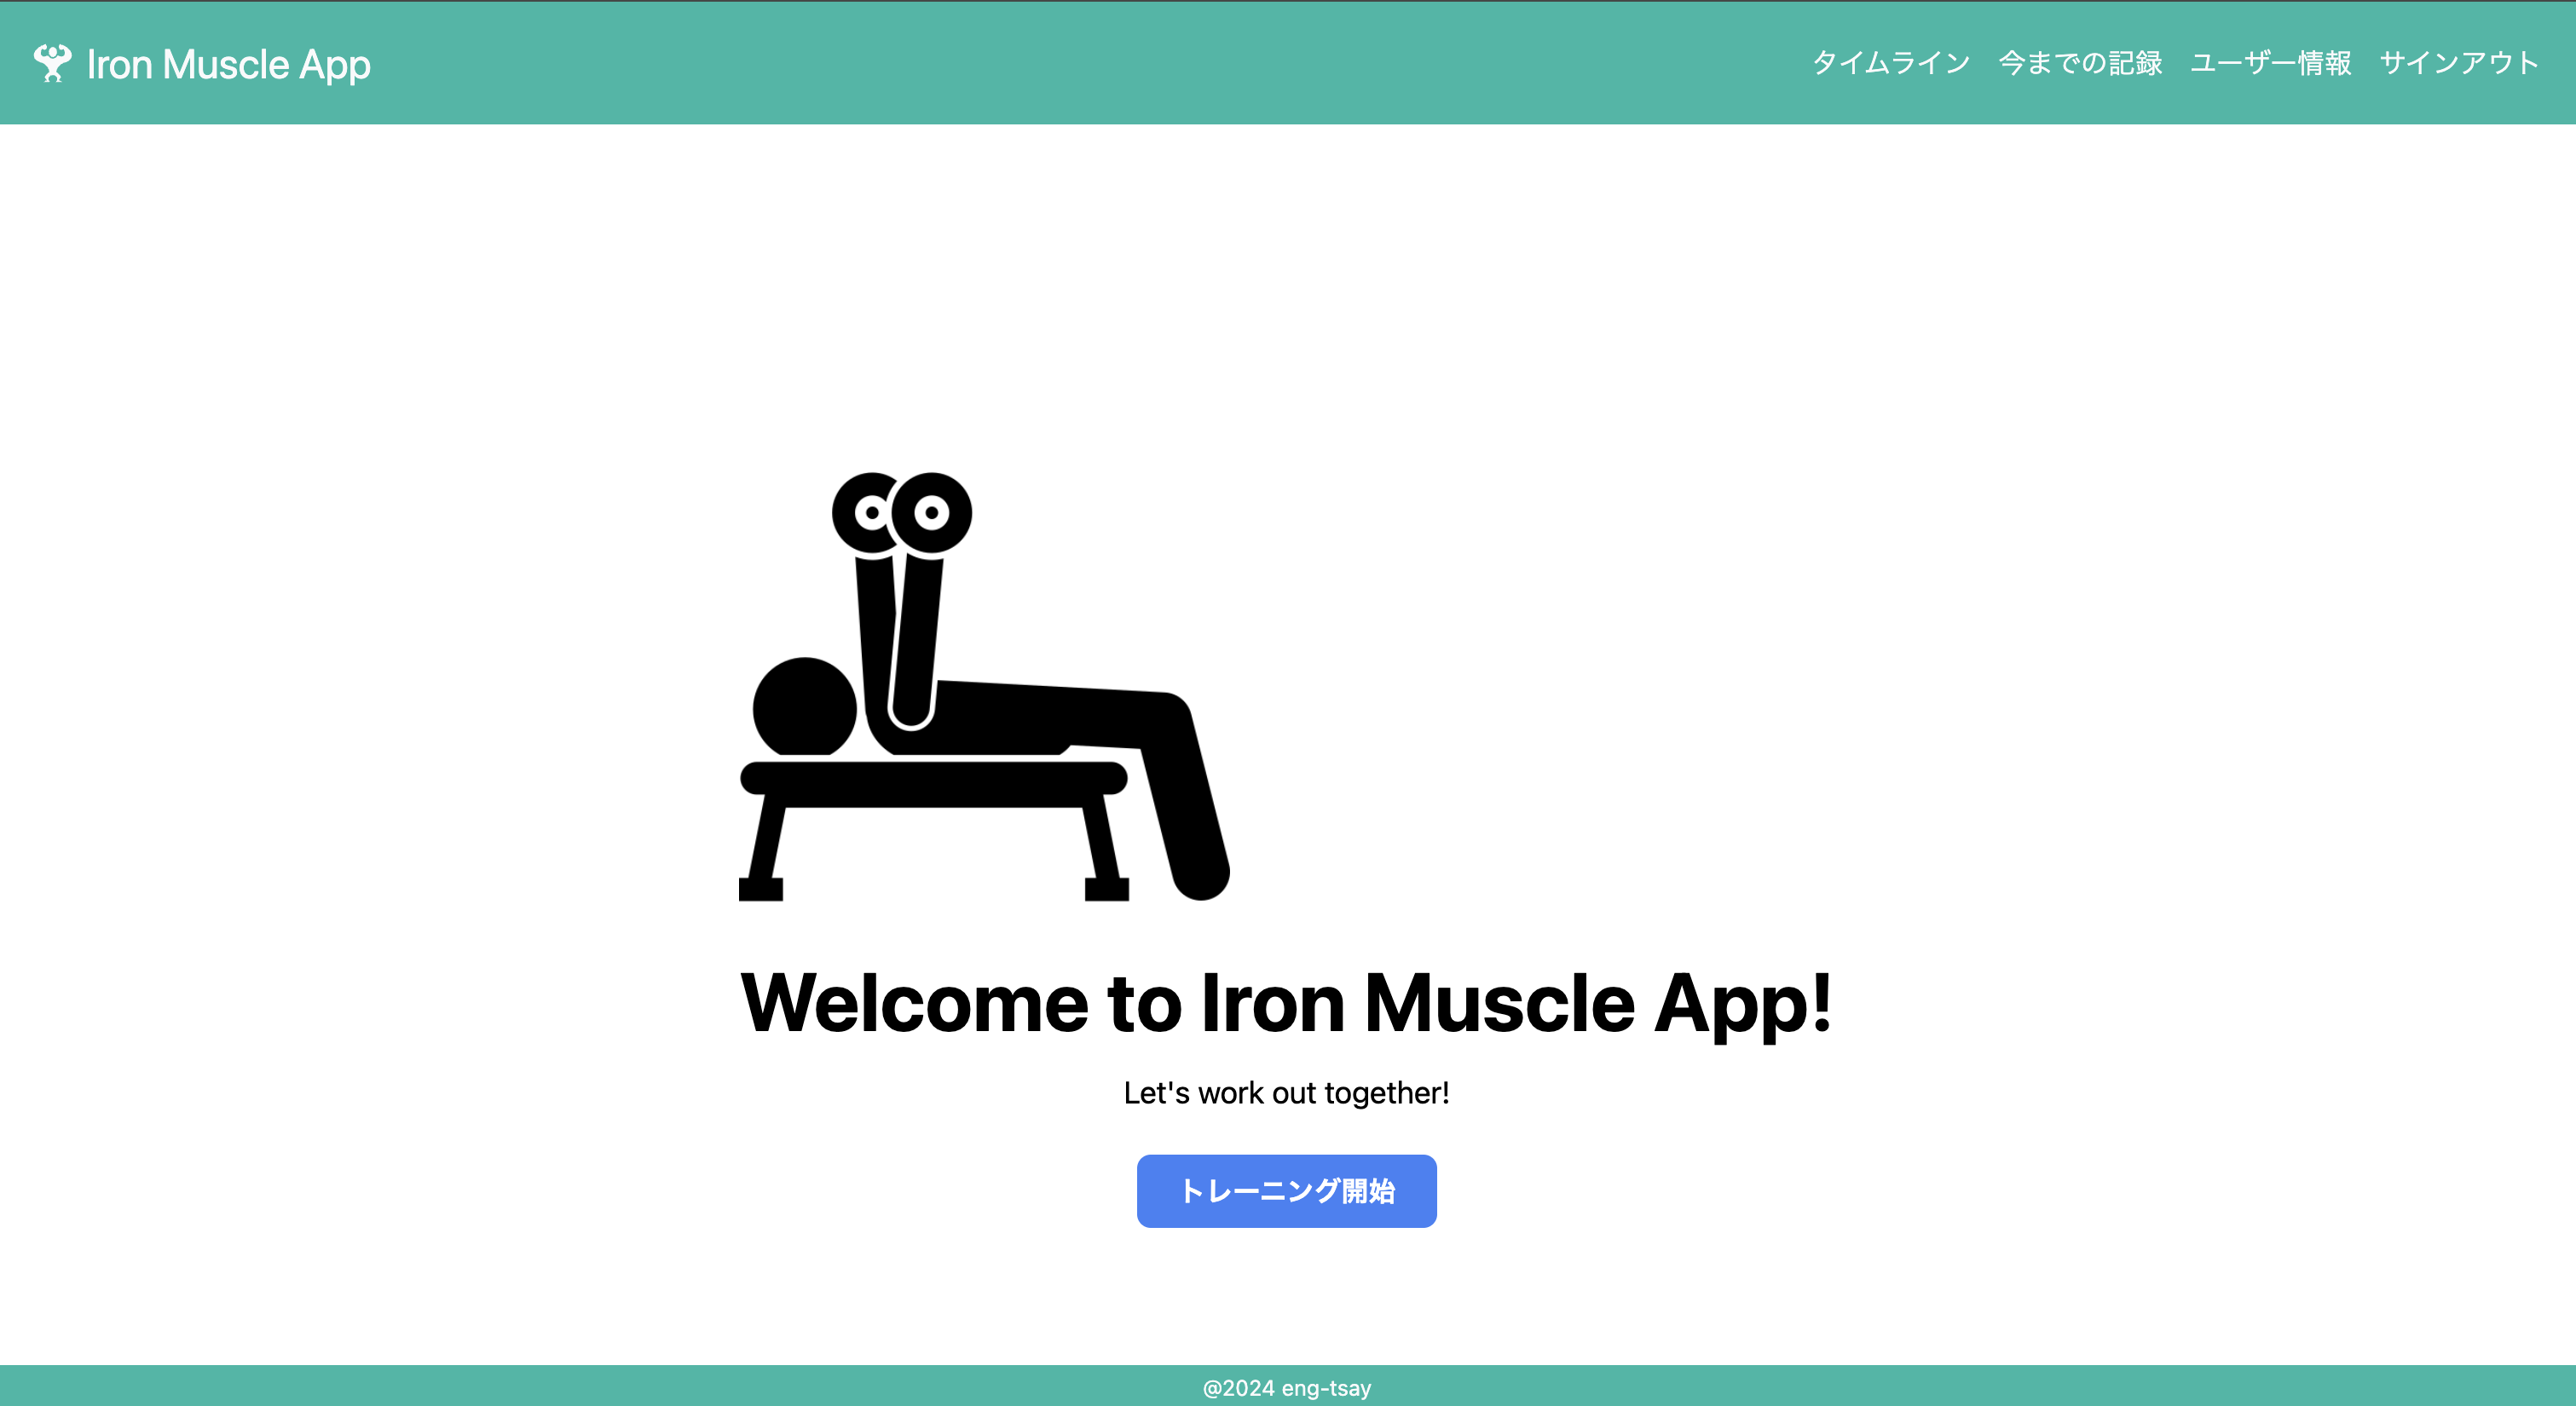 Iron Muscle App
タイムライン 今までの記録 ユーザー情報 サインアウト
Welcome to Iron Muscle App!
Let's work out together!
トレーニング開始
@2024 eng-tsay